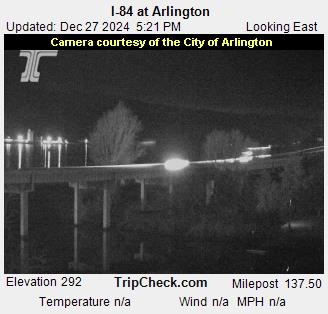 I-84 at Arlington
Updated: Dec 27 2024 5:21 PM Looking East
Camera courtesy of the City of Arlington
Elevation 292 TripCheck.com Milepost 137.50
Temperature n/a Wind n/a MPH n/a